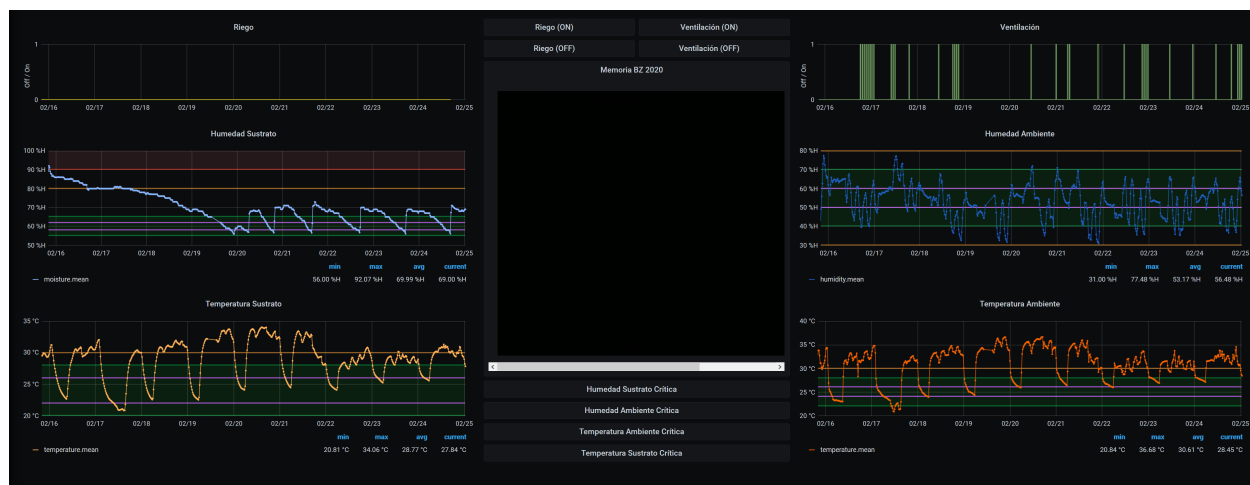 Riego
1
Off / On
0
02/16 02/17 02/18 02/19 02/20 02/21 02/22 02/23 02/24 02/25
Humedad Sustrato
100 %H
90 %H
80 %H
70 %H
60 %H
50 %H
02/16 02/17 02/18 02/19 02/20 02/21 02/22 02/23 02/24 02/25
min max avg current
moisture.mean 56.00 %H 92.07 %H 69.99 %H 69.00 %H
Temperatura Sustrato
35 °C
30 °C
25 °C
20 °C
02/16 02/17 02/18 02/19 02/20 02/21 02/22 02/23 02/24 02/25
min max avg current
temperature.mean 20.81 °C 34.06 °C 28.77 °C 27.84 °C
Riego (ON) Ventilación (ON)
Riego (OFF) Ventilación (OFF)
Memoria BZ 2020
Humedad Sustrato Crítica
Humedad Ambiente Crítica
Temperatura Ambiente Crítica
Temperatura Sustrato Crítica
Ventilación
1
Off / On
0
02/16 02/17 02/18 02/19 02/20 02/21 02/22 02/23 02/24 02/25
Humedad Ambiente
80 %H
70 %H
60 %H
50 %H
40 %H
30 %H
02/16 02/17 02/18 02/19 02/20 02/21 02/22 02/23 02/24 02/25
min max avg current
humidity.mean 31.00 %H 77.48 %H 53.17 %H 56.48 %H
Temperatura Ambiente
40 °C
35 °C
30 °C
25 °C
20 °C
02/16 02/17 02/18 02/19 02/20 02/21 02/22 02/23 02/24 02/25
min max avg current
temperature.mean 20.84 °C 36.68 °C 30.61 °C 28.45 °C